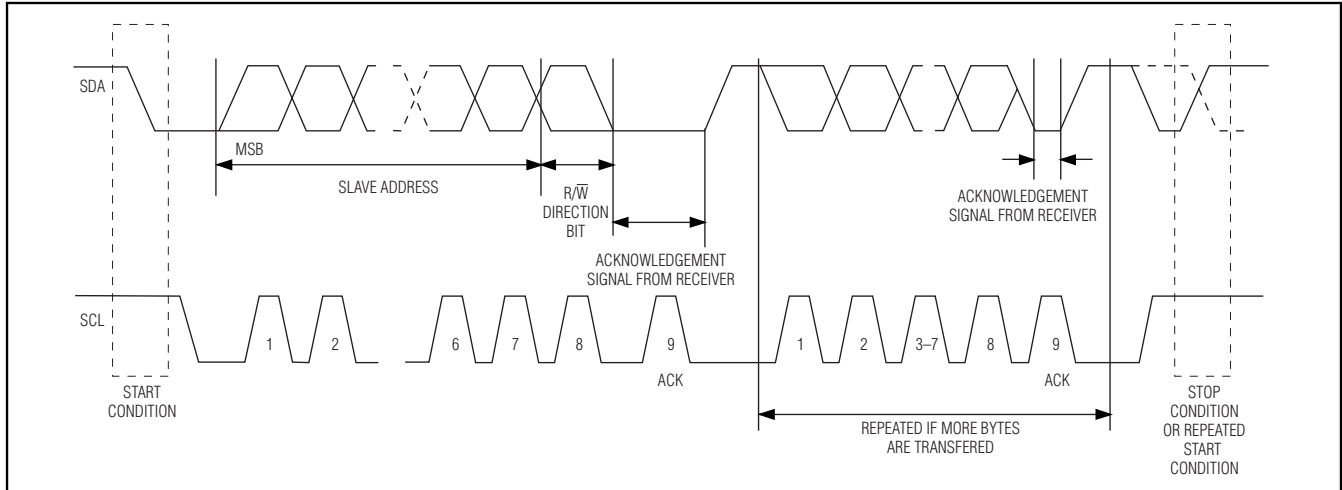 SDA
MSB
SLAVE ADDRESS
R/W̅
DIRECTION
BIT
ACKNOWLEDGEMENT
SIGNAL FROM RECEIVER
ACKNOWLEDGEMENT
SIGNAL FROM RECEIVER
SCL
1
2
6
7
8
9
1
2
3–7
8
9
ACK
ACK
START
CONDITION
REPEATED IF MORE BYTES
ARE TRANSFERED
STOP
CONDITION
OR REPEATED
START
CONDITION